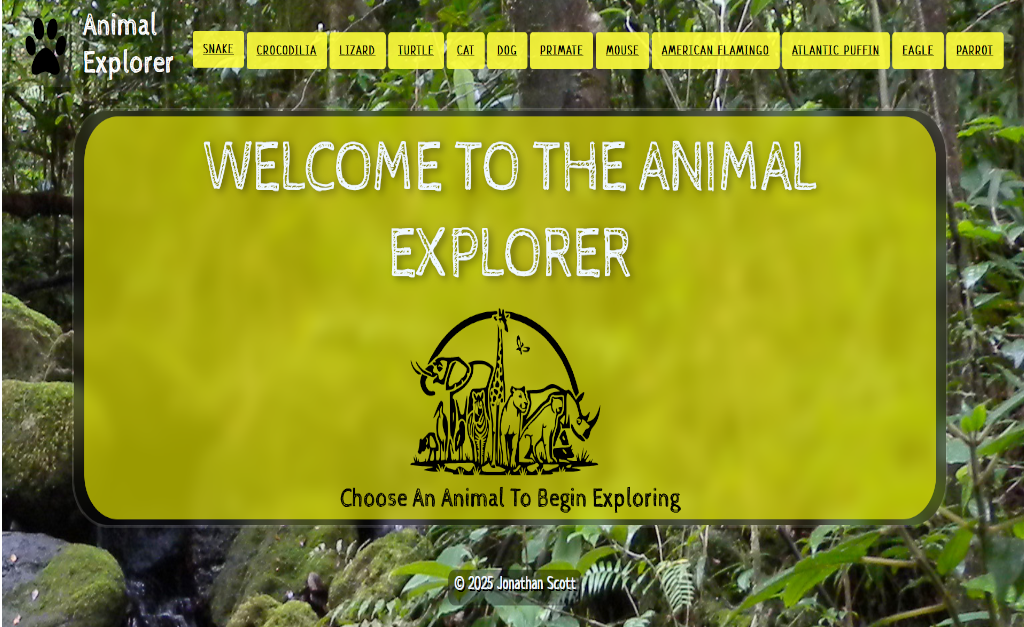 Animal
Explorer
SNAKE CROCODILIA LIZARD TURTLE CAT DOG PRIMATE MOUSE AMERICAN FLAMINGO ATLANTIC PUFFIN EAGLE PARROT
WELCOME TO THE ANIMAL
EXPLORER
Choose An Animal To Begin Exploring
© 2025 Jonathan Scott